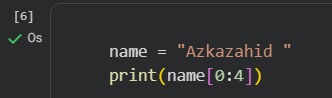 [6]
0s
name = "Azkazahid "
print(name[0:4])